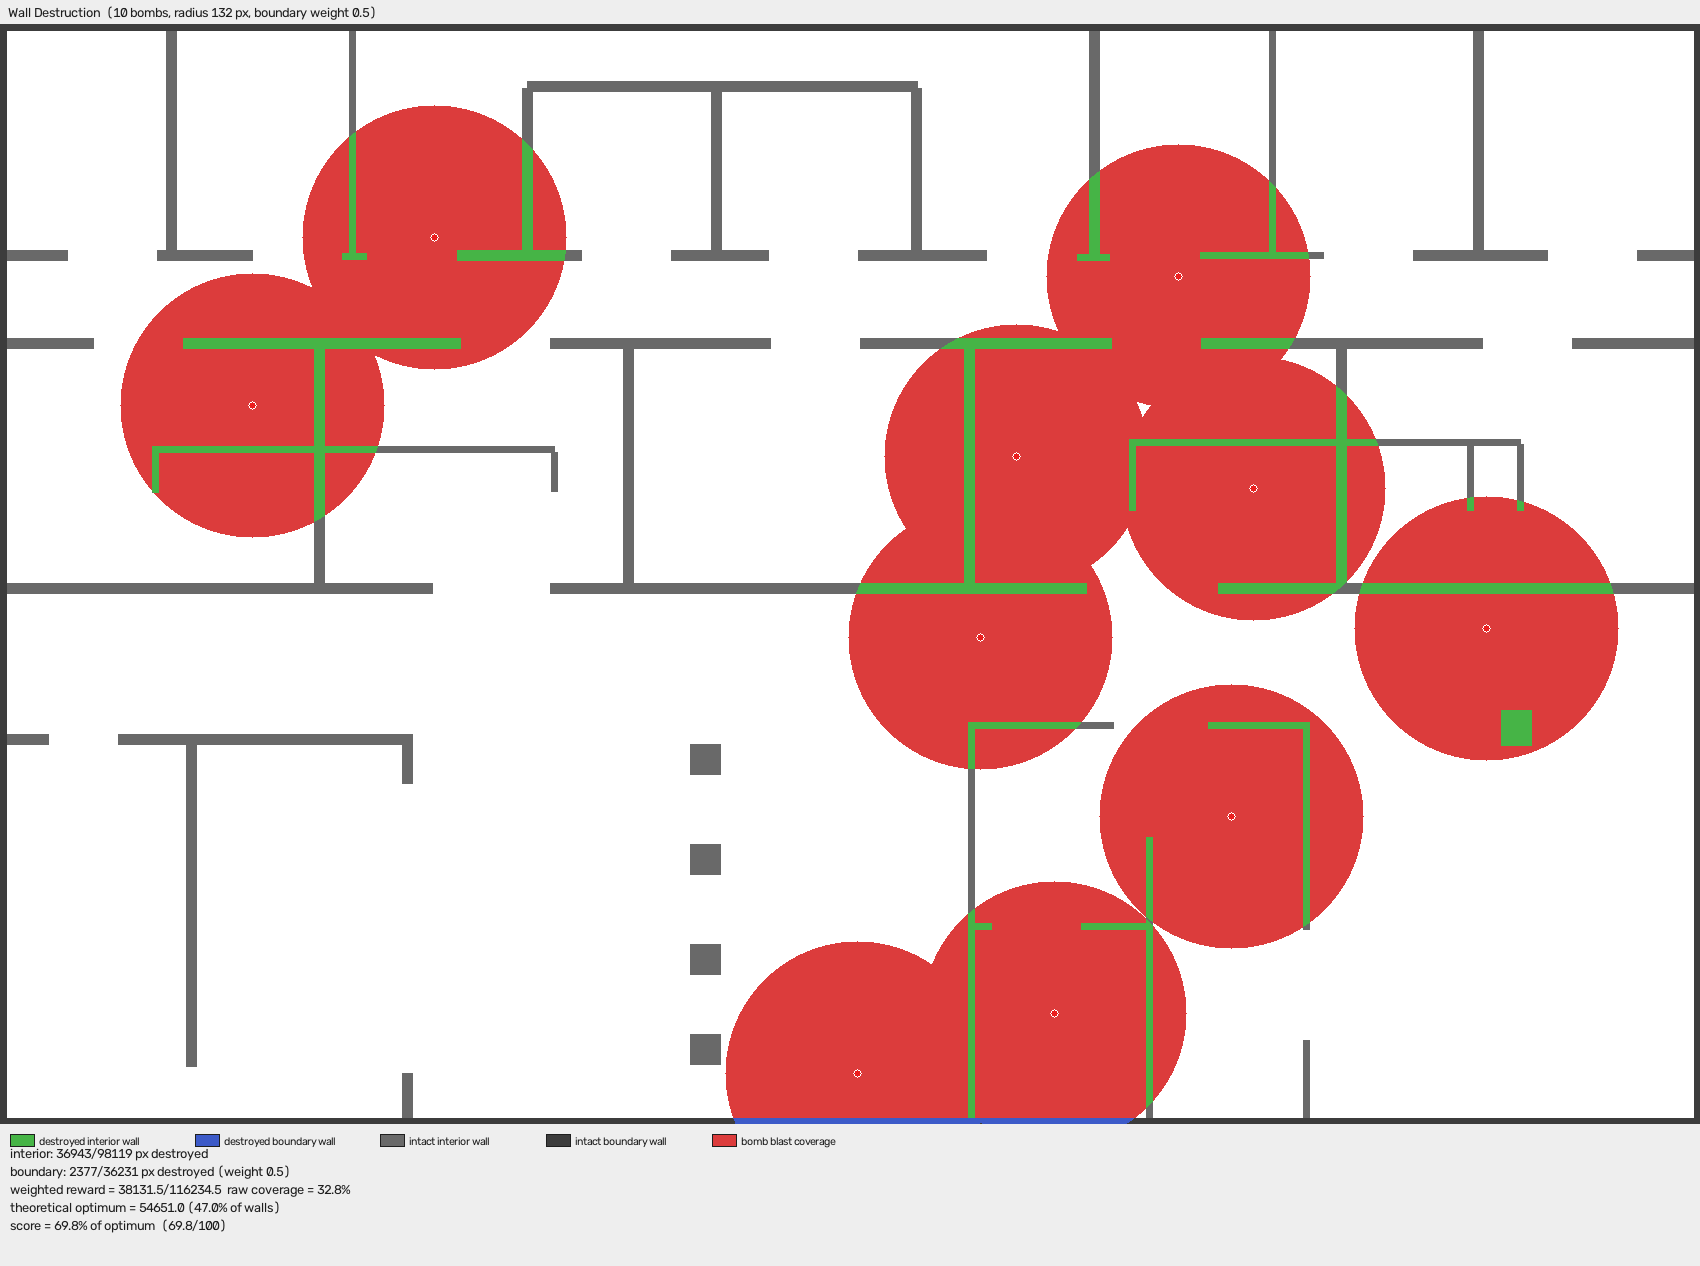 Wall Destruction  (10 bombs, radius 132 px, boundary weight 0.5)
destroyed interior wall
destroyed boundary wall
intact interior wall
intact boundary wall
bomb blast coverage
interior: 36943/98119 px destroyed
boundary: 2377/36231 px destroyed (weight 0.5)
weighted reward = 38131.5/116234.5  raw coverage = 32.8%
theoretical optimum = 54651.0 (47.0% of walls)
score = 69.8% of optimum  (69.8/100)